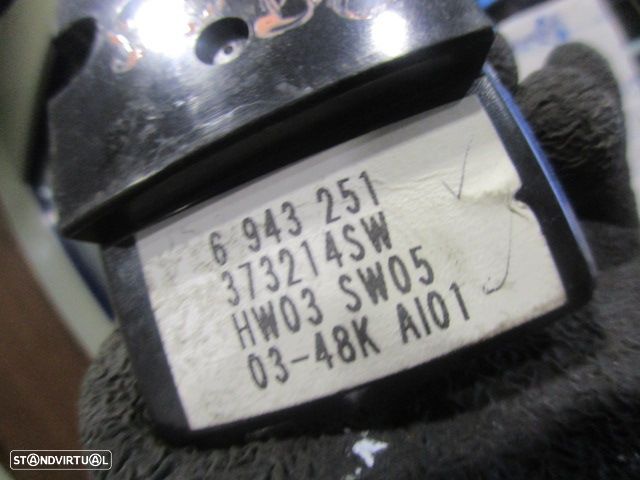 6 943 251
373214SW
HW03 SW05
03-48K AI01
STANDVIRTUAL